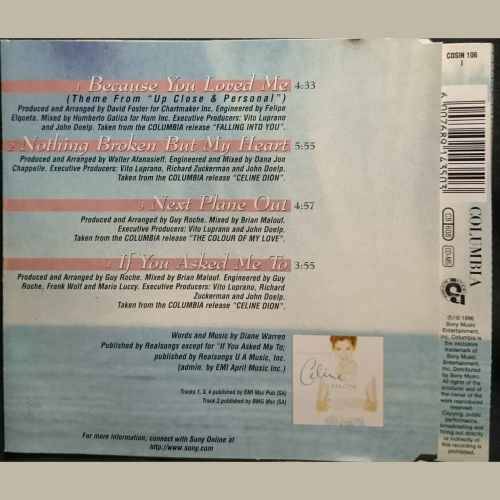 1 Because You Loved Me 4:33
(Theme From "Up Close & Personal")
Produced and Arranged by David Foster for Chartmaker Inc. Engineered by Felipe
Elgueta. Mixed by Humberto Gatica for Hum Inc. Executive Producers: Vito Luprano
and John Doelp. Taken from the COLUMBIA release "FALLING INTO YOU".
2 Nothing Broken But My Heart 5:55
Produced and Arranged by Walter Afanasieff. Engineered and Mixed by Dana Jon
Chappelle. Executive Producers: Vito Luprano, Richard Zuckerman and John Doelp.
Taken from the COLUMBIA release "CELINE DION".
3 Next Plane Out 4:57
Produced and Arranged by Guy Roche. Mixed by Brian Malouf.
Executive Producers: Vito Luprano and John Doelp.
Taken from the COLUMBIA release "THE COLOUR OF MY LOVE".
4 If You Asked Me To 3:55
Produced and Arranged by Guy Roche. Mixed by Brian Malouf. Engineered by Guy
Roche, Frank Wolf and Mario Luccy. Executive Producers: Vito Luprano, Richard
Zuckerman and John Doelp.
Taken from the COLUMBIA release "CELINE DION".
Words and Music by Diane Warren
Published by Realsongs except for "If You Asked Me To;
published by Realsongs U A Music, Inc.
(admin. by EMI April Music Inc.)
Tracks 1, 3, 4 published by EMI Mus Pub (SA)
Track 2 published by BMG Mus (SA)
For more information, connect with Sony Online at
http://www.sony.com
Celine
CDSIN 106
I
COLUMBIA
℗/© 1996
Sony Music
Entertainment,
Inc. Columbia is
the exclusive
trademark of
Sony Music
Entertainment,
Inc. Distributed
by Sony Music.
All rights of the
producer and of
the owner of the
work reproduced
reserved.
Copying, public
performance,
broadcasting and
hiring out directly
or indirectly of
this recording is
prohibited.